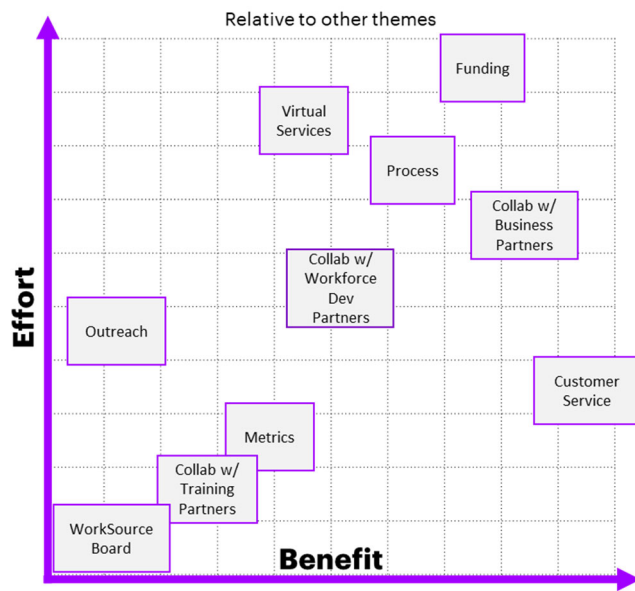 Relative to other themes
Funding
Virtual
Services
Process
Collab w/
Business
Partners
Collab w/
Workforce
Dev
Partners
Effort
Outreach
Customer
Service
Metrics
Collab w/
Training
Partners
WorkSource
Board
Benefit